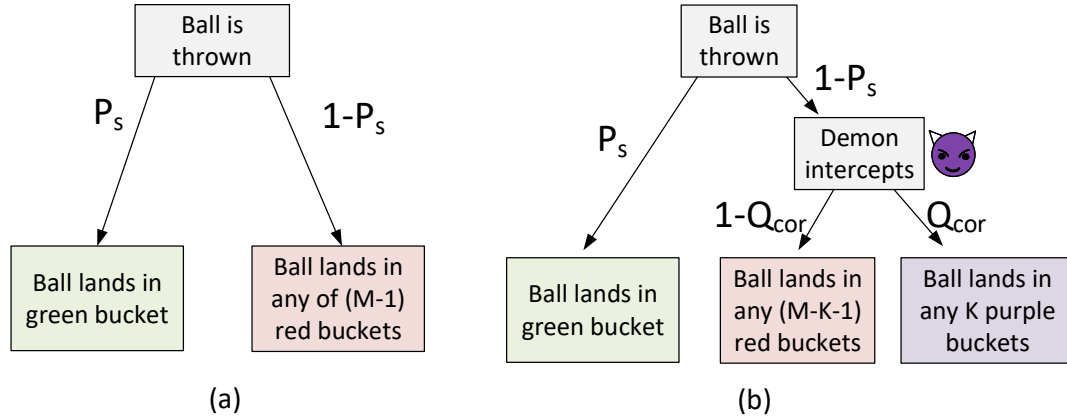 Ball is
thrown
P_s
1-P_s
Ball lands in
green bucket
Ball lands in
any of (M-1)
red buckets
(a)
Ball is
thrown
1-P_s
P_s
Demon
intercepts
1-Q_cor
Q_cor
Ball lands in
green bucket
Ball lands in
any (M-K-1)
red buckets
Ball lands in
any K purple
buckets
(b)